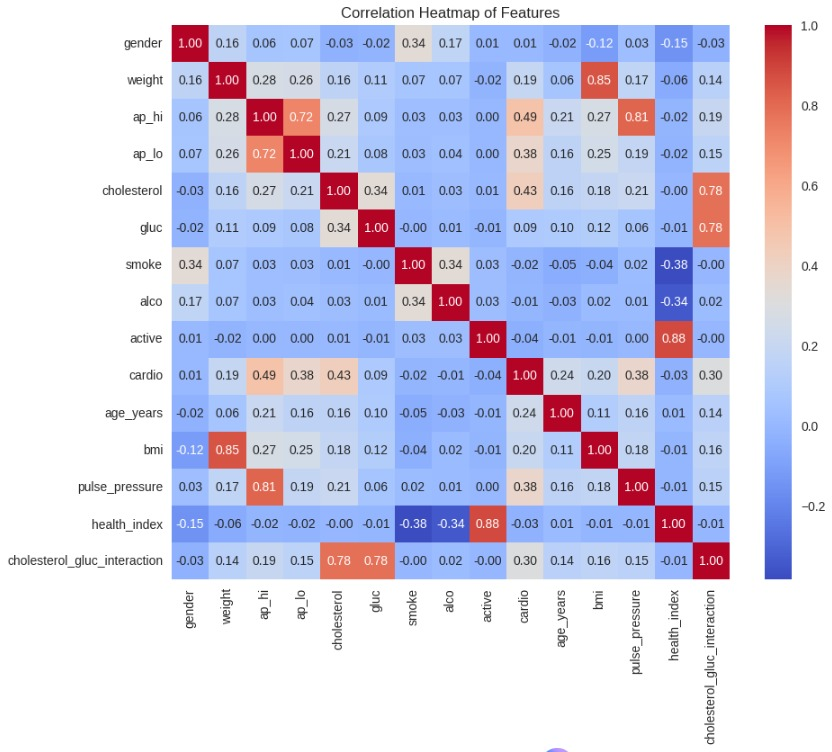 Correlation Heatmap of Features
gender 1.00 0.16 0.06 0.07 -0.03 -0.02 0.34 0.17 0.01 0.01 -0.02 -0.12 0.03 -0.15 -0.03
weight 0.16 1.00 0.28 0.26 0.16 0.11 0.07 0.07 -0.02 0.19 0.06 0.85 0.17 -0.06 0.14
ap_hi 0.06 0.28 1.00 0.72 0.27 0.09 0.03 0.03 0.00 0.49 0.21 0.27 0.81 -0.02 0.19
ap_lo 0.07 0.26 0.72 1.00 0.21 0.08 0.03 0.04 0.00 0.38 0.16 0.25 0.19 -0.02 0.15
cholesterol -0.03 0.16 0.27 0.21 1.00 0.34 0.01 0.03 0.01 0.43 0.16 0.18 0.21 -0.00 0.78
gluc -0.02 0.11 0.09 0.08 0.34 1.00 -0.00 0.01 -0.01 0.09 0.10 0.12 0.06 -0.01 0.78
smoke 0.34 0.07 0.03 0.03 0.01 -0.00 1.00 0.34 0.03 -0.02 -0.05 -0.04 0.02 -0.38 -0.00
alco 0.17 0.07 0.03 0.04 0.03 0.01 0.34 1.00 0.03 -0.01 -0.03 0.02 0.01 -0.34 0.02
active 0.01 -0.02 0.00 0.00 0.01 -0.01 0.03 0.03 1.00 -0.04 -0.01 -0.01 0.00 0.88 -0.00
cardio 0.01 0.19 0.49 0.38 0.43 0.09 -0.02 -0.01 -0.04 1.00 0.24 0.20 0.38 -0.03 0.30
age_years -0.02 0.06 0.21 0.16 0.16 0.10 -0.05 -0.03 -0.01 0.24 1.00 0.11 0.16 0.01 0.14
bmi -0.12 0.85 0.27 0.25 0.18 0.12 -0.04 0.02 -0.01 0.20 0.11 1.00 0.18 -0.01 0.16
pulse_pressure 0.03 0.17 0.81 0.19 0.21 0.06 0.02 0.01 0.00 0.38 0.16 0.18 1.00 -0.01 0.15
health_index -0.15 -0.06 -0.02 -0.02 -0.00 -0.01 -0.38 -0.34 0.88 -0.03 0.01 -0.01 -0.01 1.00 -0.01
cholesterol_gluc_interaction -0.03 0.14 0.19 0.15 0.78 0.78 -0.00 0.02 -0.00 0.30 0.14 0.16 0.15 -0.01 1.00
gender
weight
ap_hi
ap_lo
cholesterol
gluc
smoke
alco
active
cardio
age_years
bmi
pulse_pressure
health_index
cholesterol_gluc_interaction
1.0
0.8
0.6
0.4
0.2
0.0
−0.2